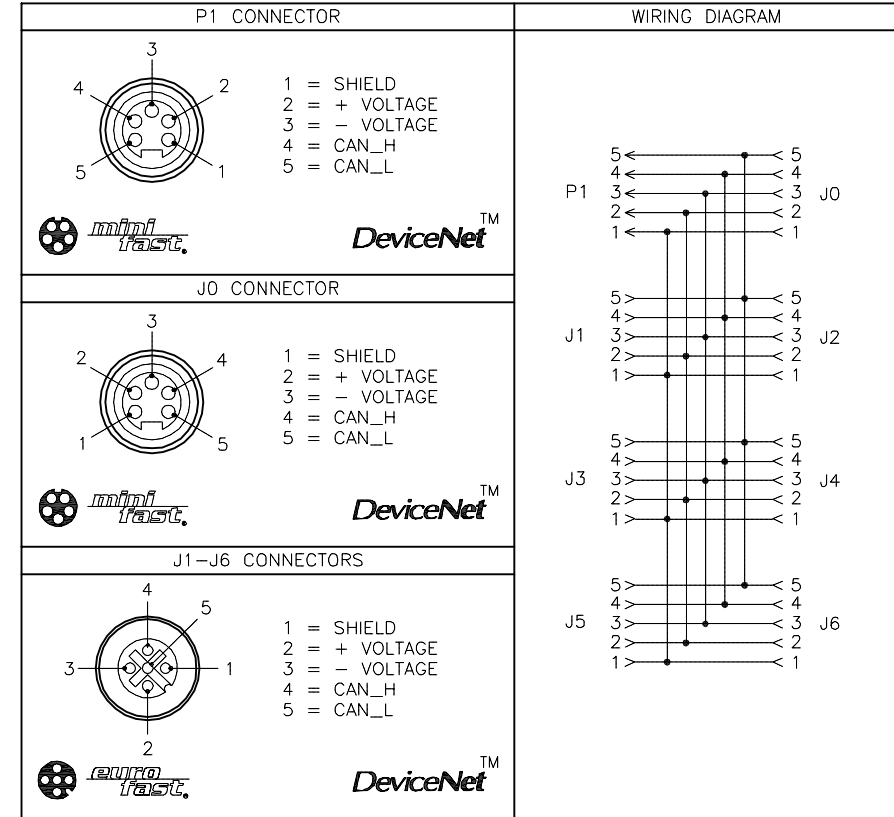 P1 CONNECTOR
3
4
2
5
1
1 = SHIELD
2 = + VOLTAGE
3 = − VOLTAGE
4 = CAN_H
5 = CAN_L
mini fast®
DeviceNet™
J0 CONNECTOR
3
2
4
1
5
1 = SHIELD
2 = + VOLTAGE
3 = − VOLTAGE
4 = CAN_H
5 = CAN_L
mini fast®
DeviceNet™
J1−J6 CONNECTORS
4
5
3
1
2
1 = SHIELD
2 = + VOLTAGE
3 = − VOLTAGE
4 = CAN_H
5 = CAN_L
euro fast®
DeviceNet™
WIRING DIAGRAM
5 < < 5
4 < < 4
P1 3 < < 3 J0
2 < < 2
1 < < 1
5 > < 5
4 > < 4
J1 3 > < 3 J2
2 > < 2
1 > < 1
5 > < 5
4 > < 4
J3 3 > < 3 J4
2 > < 2
1 > < 1
5 > < 5
4 > < 4
J5 3 > < 3 J6
2 > < 2
1 > < 1